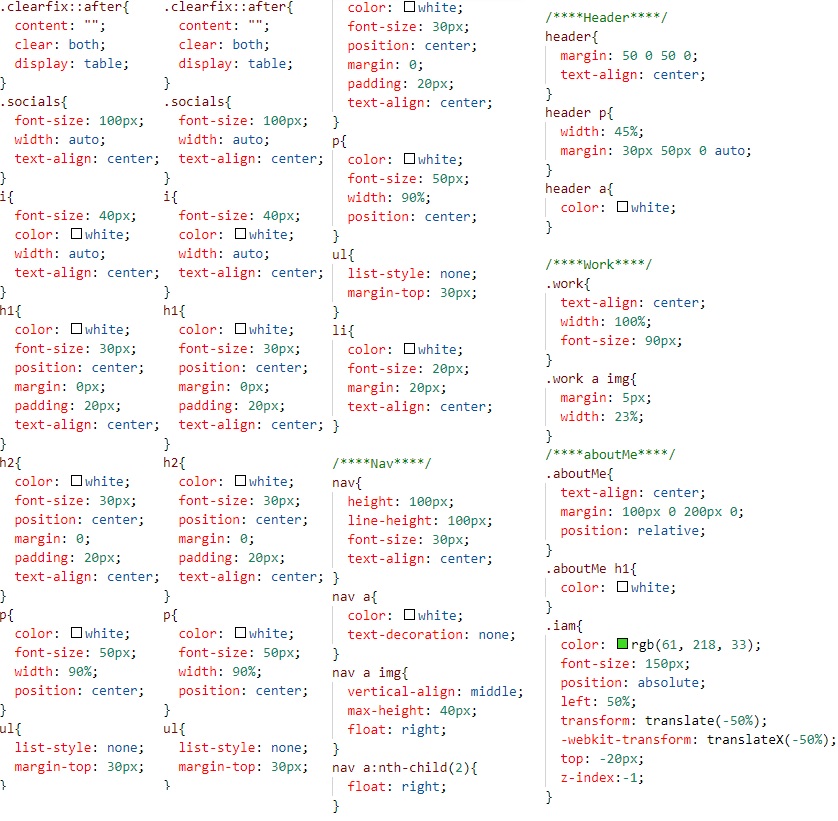 .clearfix::after{
content: "";
clear: both;
display: table;
}
.socials{
font-size: 100px;
width: auto;
text-align: center;
}
i{
font-size: 40px;
color: white;
width: auto;
text-align: center;
}
h1{
color: white;
font-size: 30px;
position: center;
margin: 0px;
padding: 20px;
text-align: center;
}
h2{
color: white;
font-size: 30px;
position: center;
margin: 0;
padding: 20px;
text-align: center;
}
p{
color: white;
font-size: 50px;
width: 90%;
position: center;
}
ul{
list-style: none;
margin-top: 30px;
}
.clearfix::after{
content: "";
clear: both;
display: table;
}
.socials{
font-size: 100px;
width: auto;
text-align: center;
}
i{
font-size: 40px;
color: white;
width: auto;
text-align: center;
}
h1{
color: white;
font-size: 30px;
position: center;
margin: 0px;
padding: 20px;
text-align: center;
}
h2{
color: white;
font-size: 30px;
position: center;
margin: 0;
padding: 20px;
text-align: center;
}
p{
color: white;
font-size: 50px;
width: 90%;
position: center;
}
ul{
list-style: none;
margin-top: 30px;
}
color: white;
font-size: 30px;
position: center;
margin: 0;
padding: 20px;
text-align: center;
}
p{
color: white;
font-size: 50px;
width: 90%;
position: center;
}
ul{
list-style: none;
margin-top: 30px;
}
li{
color: white;
font-size: 20px;
margin: 20px;
text-align: center;
}
/****Nav****/
nav{
height: 100px;
line-height: 100px;
font-size: 30px;
text-align: center;
}
nav a{
color: white;
text-decoration: none;
}
nav a img{
vertical-align: middle;
max-height: 40px;
float: right;
}
nav a:nth-child(2){
float: right;
}
/****Header****/
header{
margin: 50 0 50 0;
text-align: center;
}
header p{
width: 45%;
margin: 30px 50px 0 auto;
}
header a{
color: white;
}
/****Work****/
.work{
text-align: center;
width: 100%;
font-size: 90px;
}
.work a img{
margin: 5px;
width: 23%;
}
/****aboutMe****/
.aboutMe{
text-align: center;
margin: 100px 0 200px 0;
position: relative;
}
.aboutMe h1{
color: white;
}
.iam{
color: rgb(61, 218, 33);
font-size: 150px;
position: absolute;
left: 50%;
transform: translate(-50%);
-webkit-transform: translateX(-50%);
top: -20px;
z-index:-1;
}